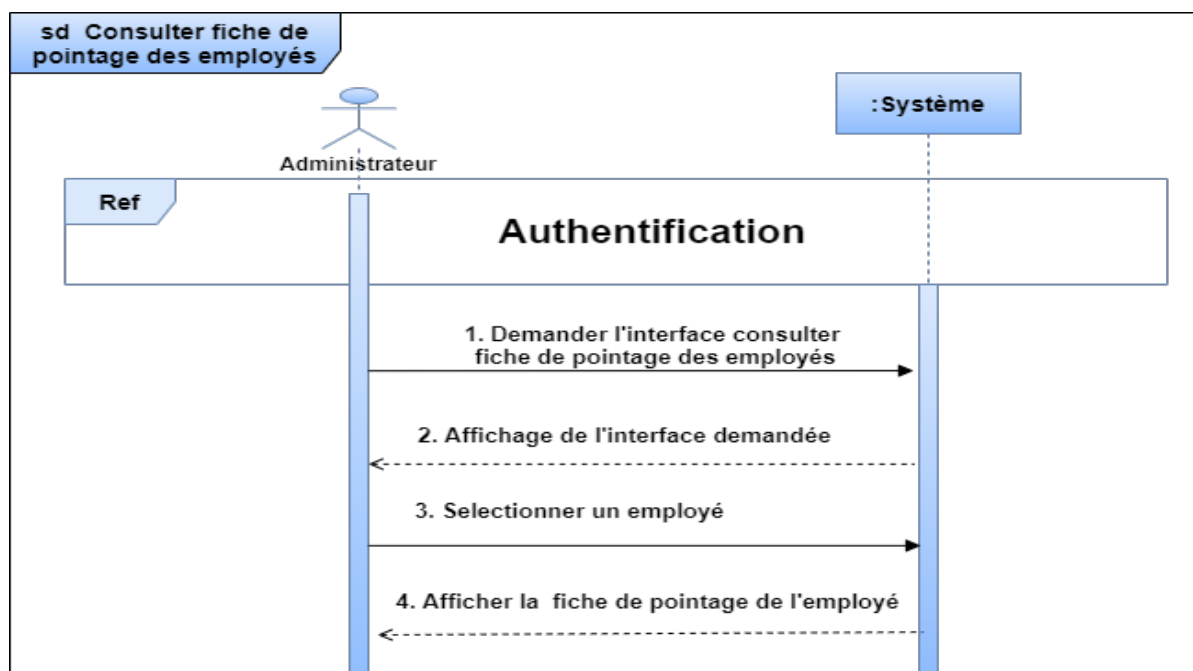 sd Consulter fiche de
pointage des employés
:Système
Administrateur
Ref
Authentification
1. Demander l'interface consulter
fiche de pointage des employés
2. Affichage de l'interface demandée
3. Selectionner un employé
4. Afficher la fiche de pointage de l'employé